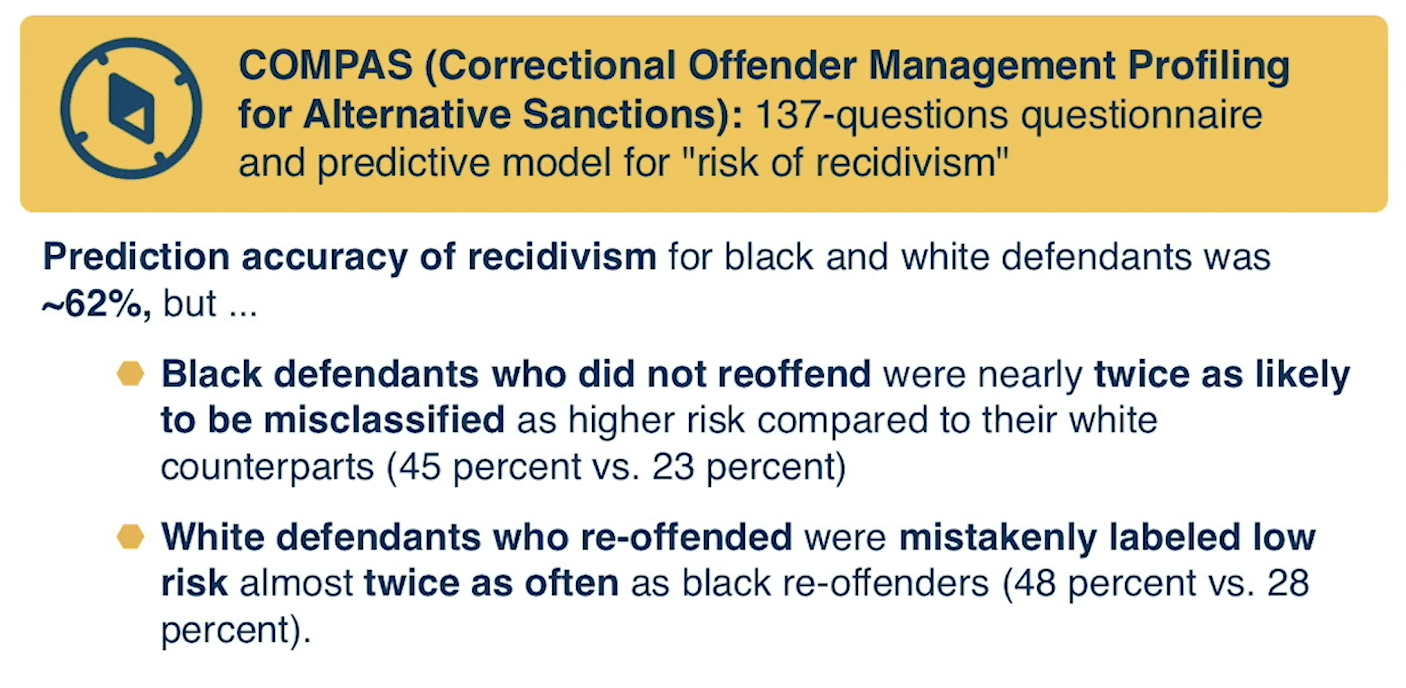 COMPAS (Correctional Offender Management Profiling
for Alternative Sanctions): 137-questions questionnaire
and predictive model for "risk of recidivism"
Prediction accuracy of recidivism for black and white defendants was
~62%, but ...
Black defendants who did not reoffend were nearly twice as likely
to be misclassified as higher risk compared to their white
counterparts (45 percent vs. 23 percent)
White defendants who re-offended were mistakenly labeled low
risk almost twice as often as black re-offenders (48 percent vs. 28
percent).